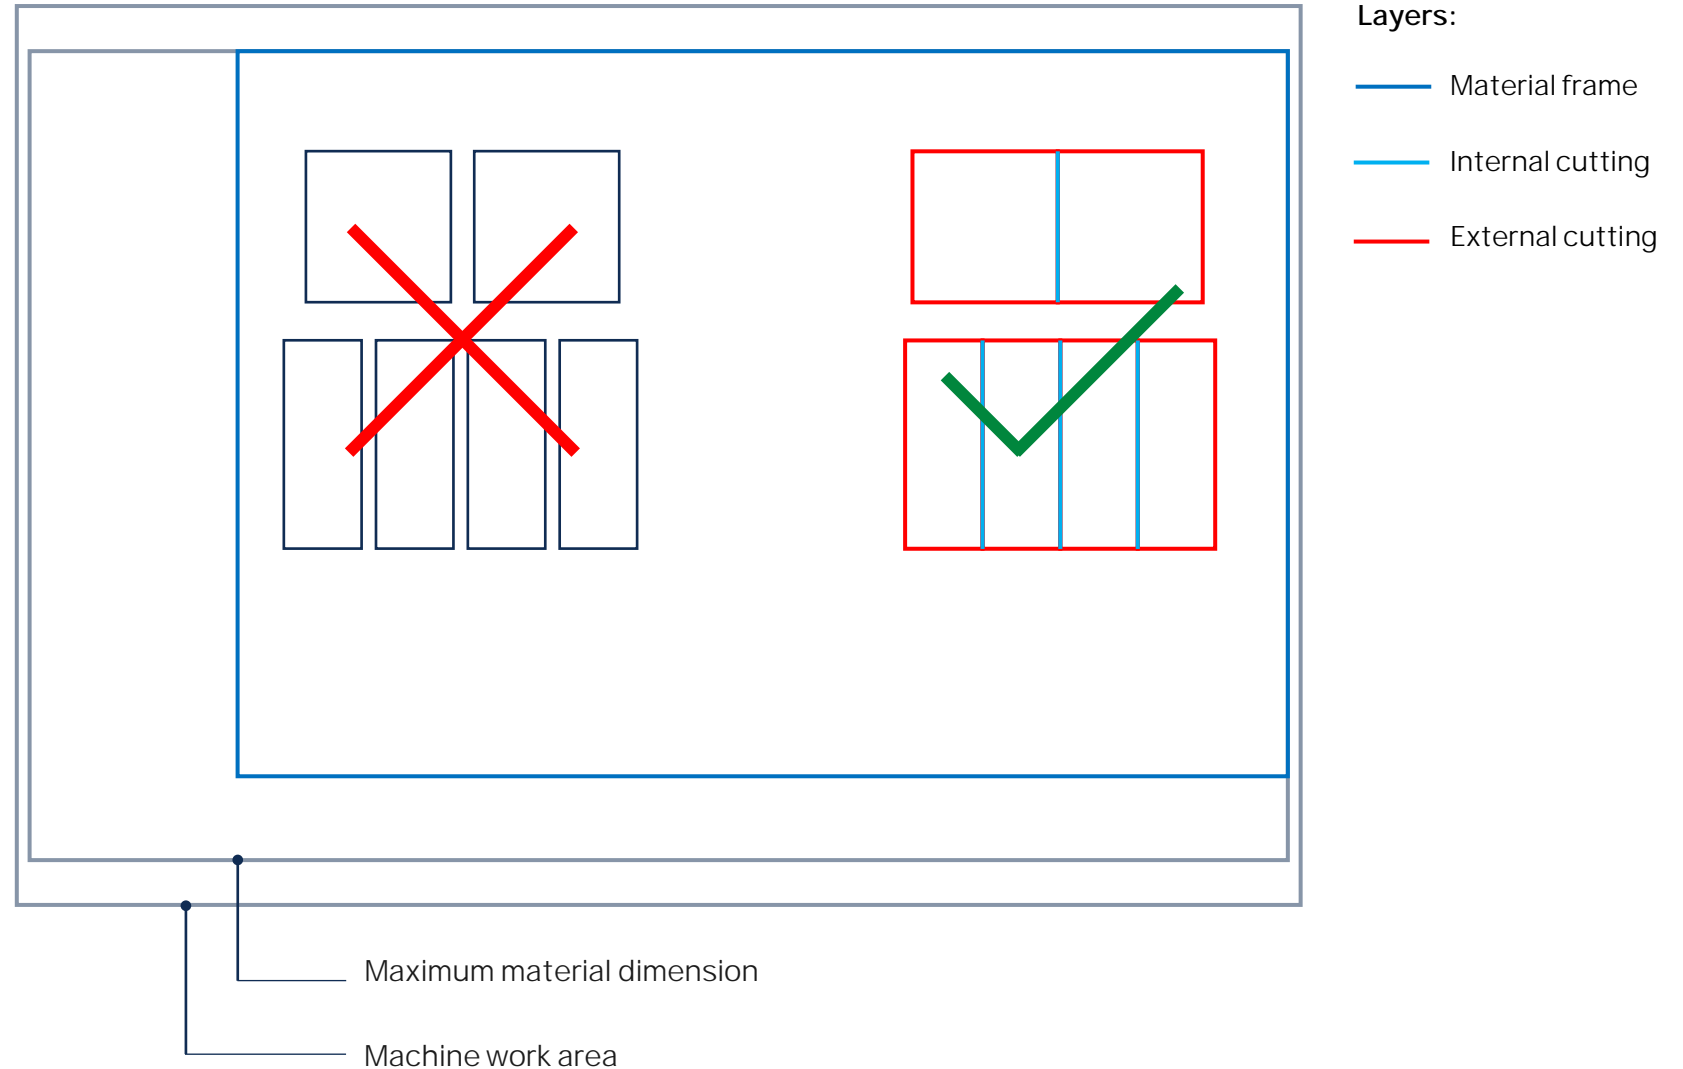 Layers:
Material frame
Internal cutting
External cutting
Maximum material dimension
Machine work area